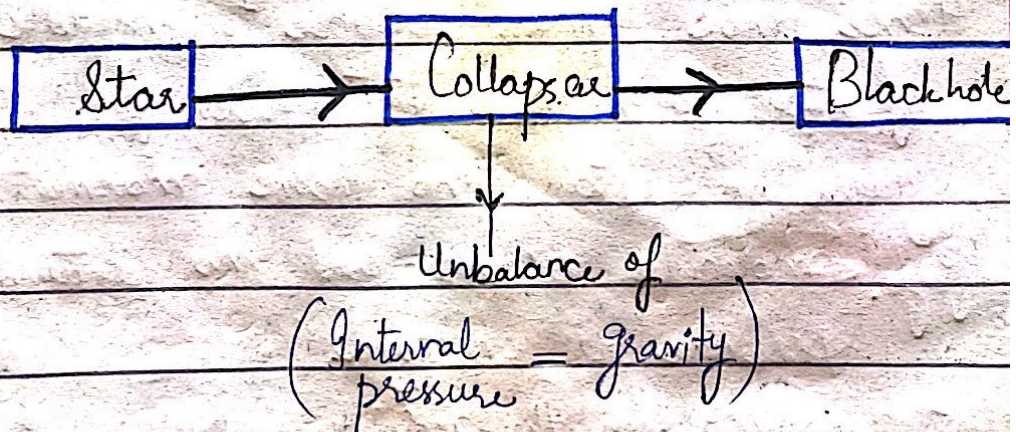 Star Collapse Blackhole
Unbalance of
(Internal pressure = gravity)